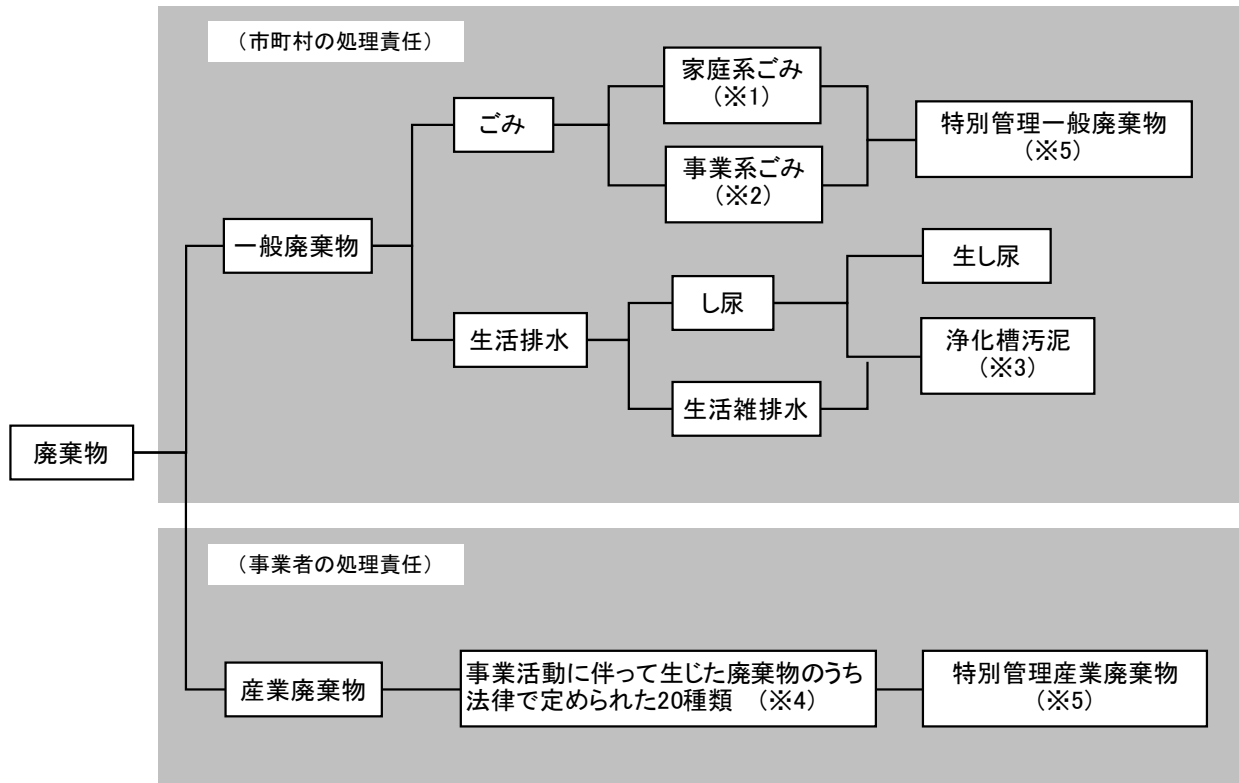 （市町村の処理責任）
家庭系ごみ
（※1）
ごみ
特別管理一般廃棄物
（※5）
事業系ごみ
（※2）
一般廃棄物
生し尿
し尿
生活排水
浄化槽汚泥
（※3）
生活雑排水
廃棄物
（事業者の処理責任）
産業廃棄物
事業活動に伴って生じた廃棄物のうち
法律で定められた20種類　（※4）
特別管理産業廃棄物
（※5）